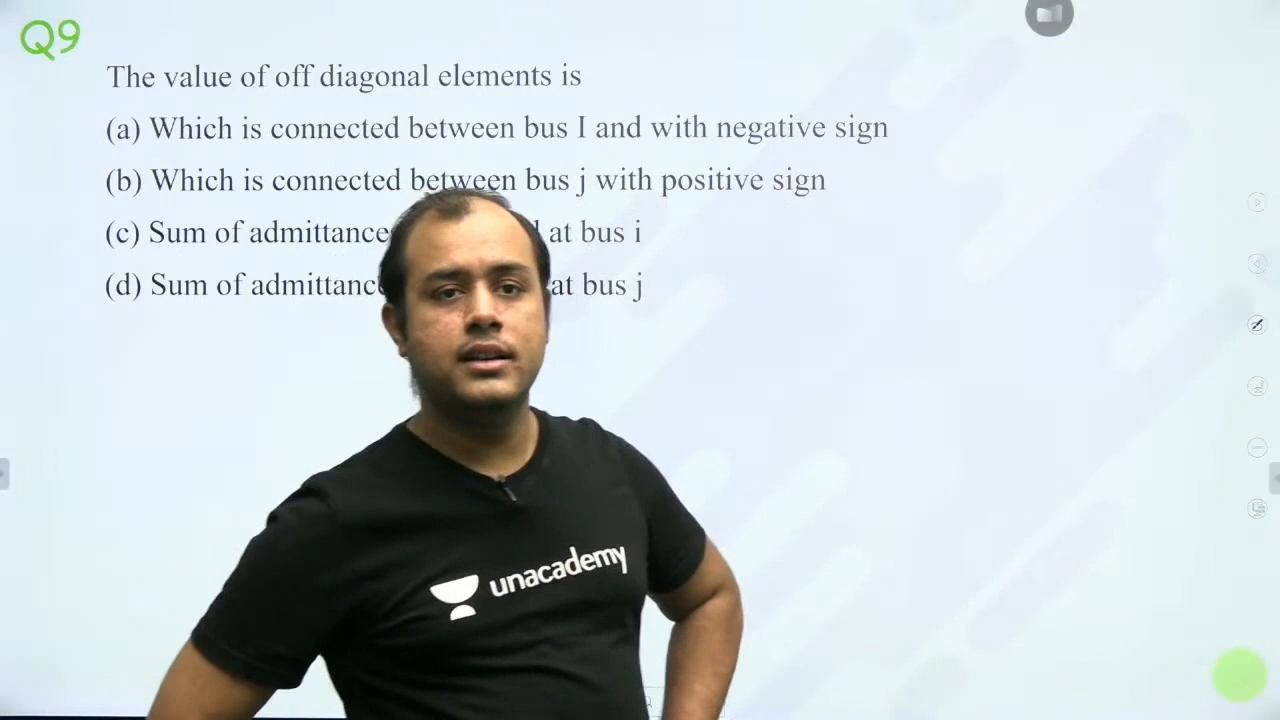 Q9
The value of off diagonal elements is
(a) Which is connected between bus I and with negative sign
(b) Which is connected between bus j with positive sign
(c) Sum of admittance at bus i
(d) Sum of at bus j
unacademy